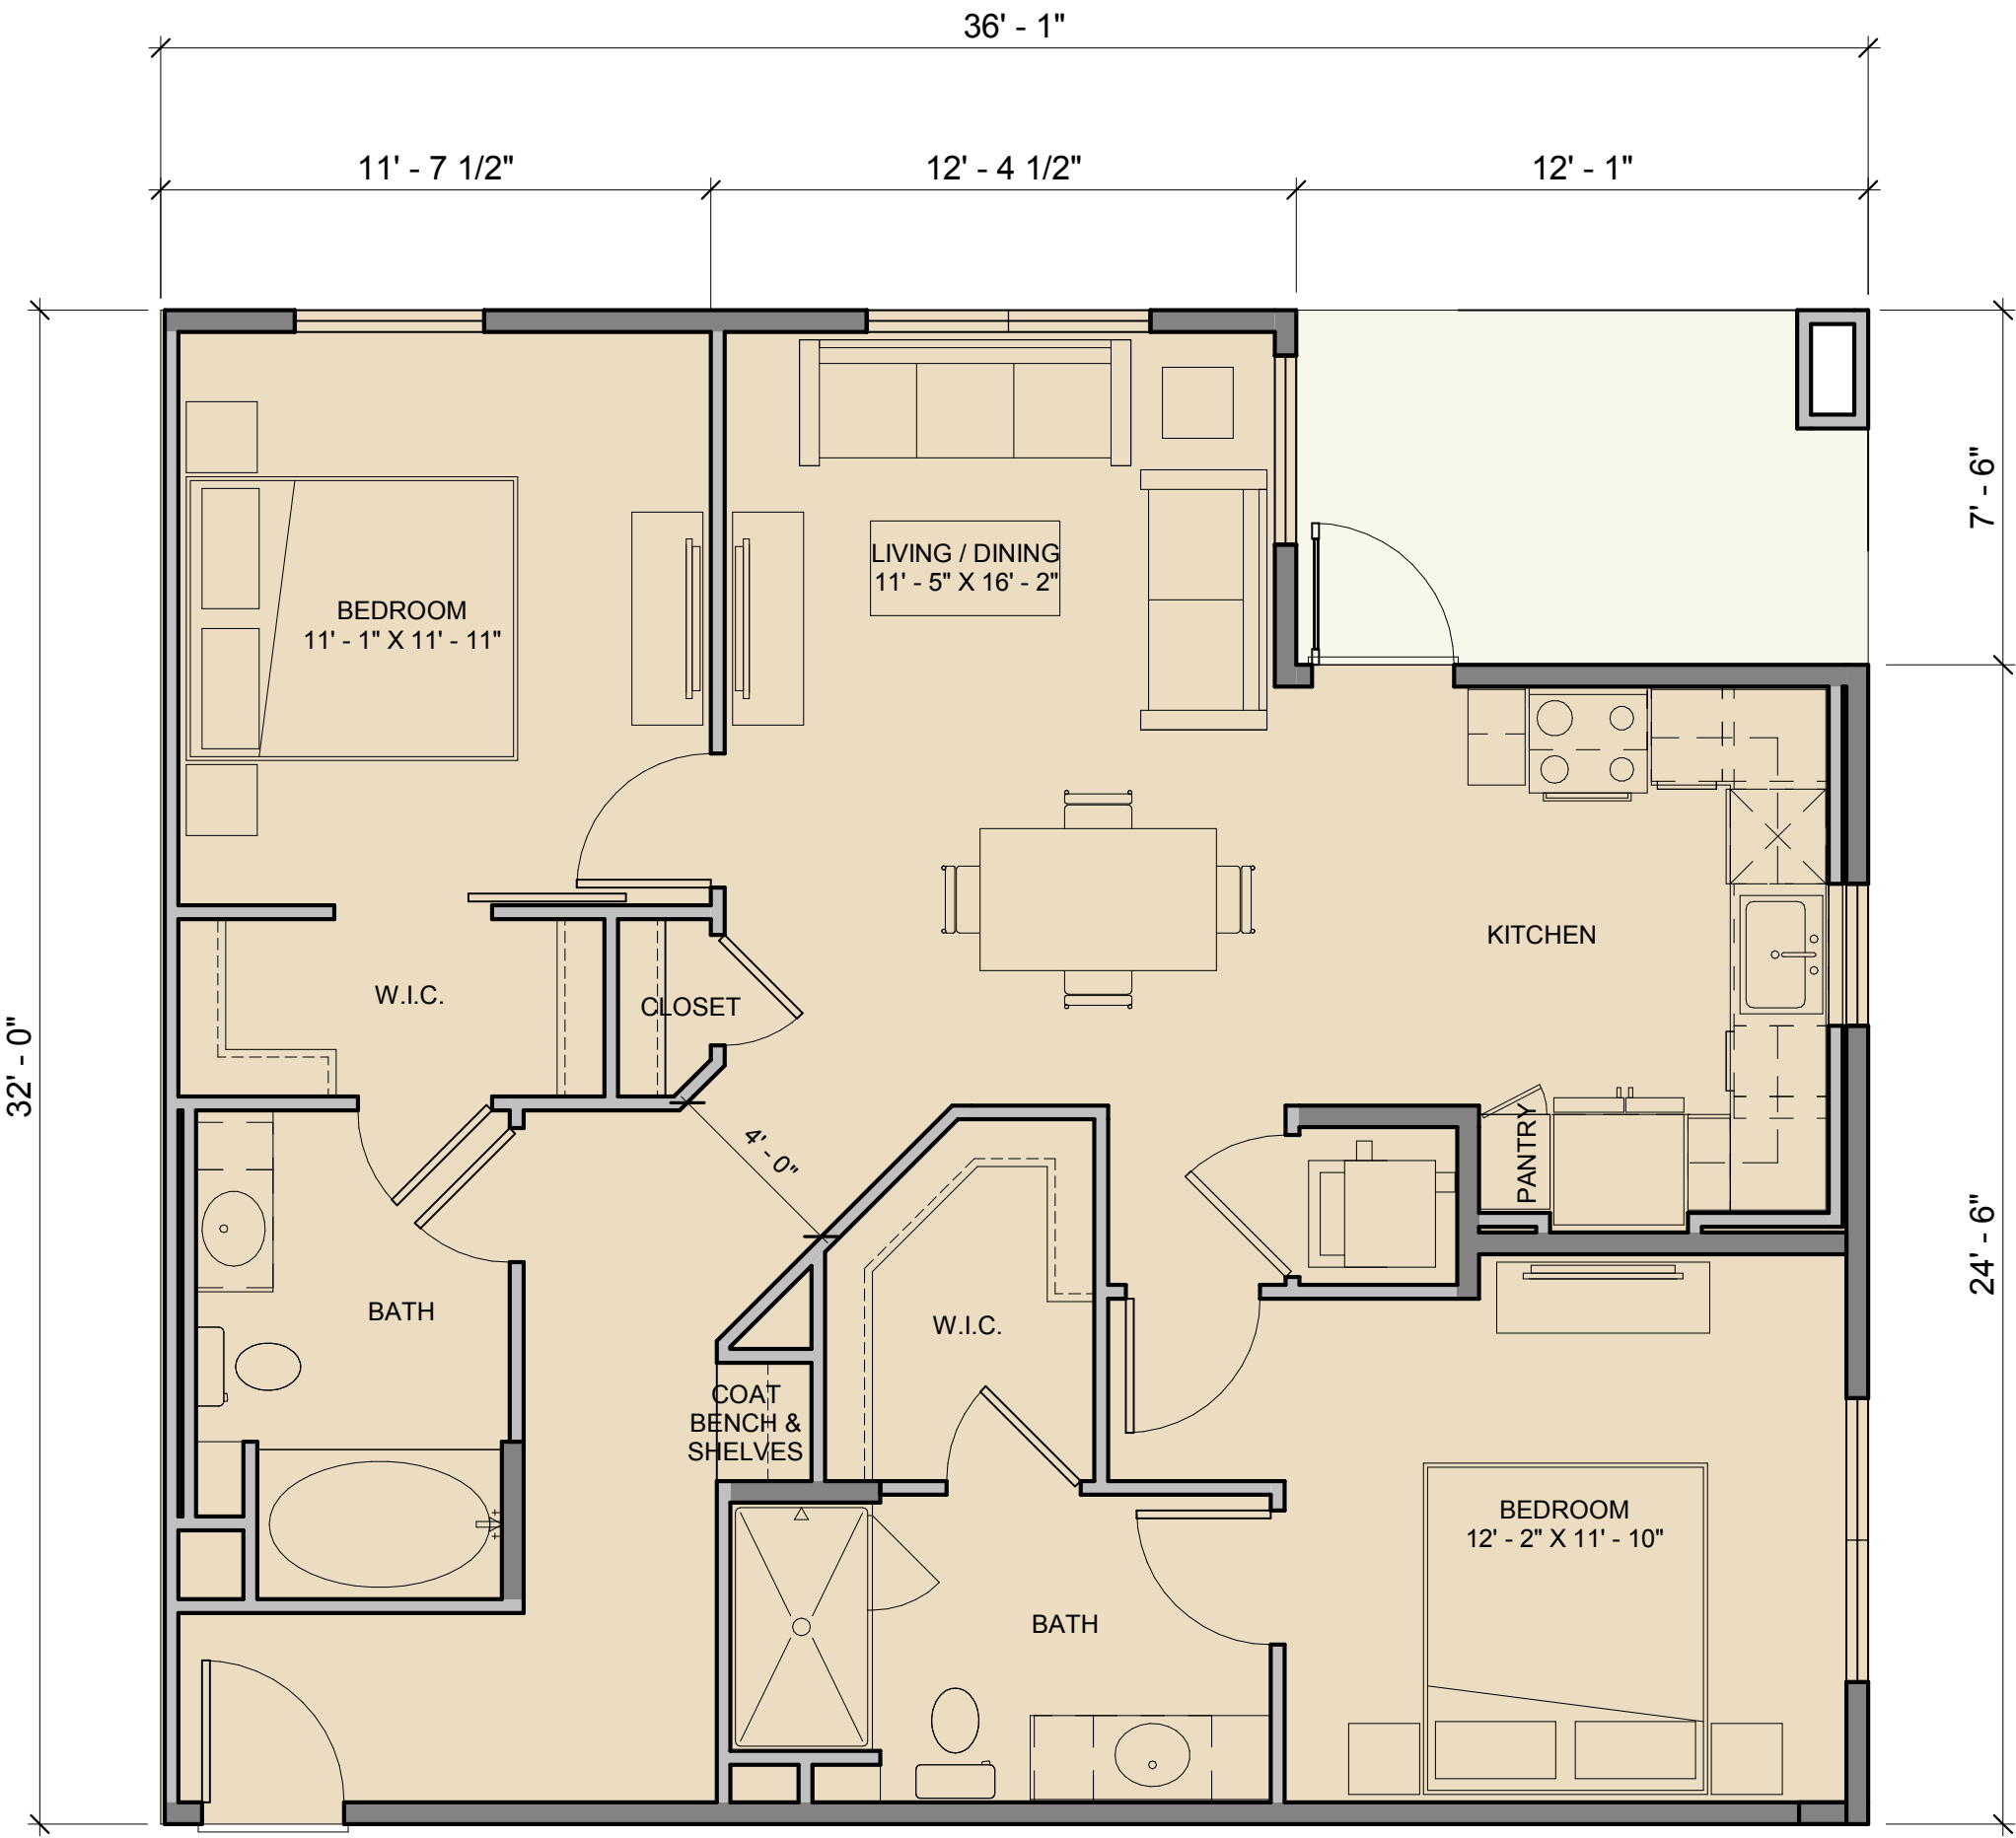 36' - 1"
11' - 7 1/2"
12' - 4 1/2"
12' - 1"
7' - 6"
LIVING / DINING
11' - 5" X 16' - 2"
BEDROOM
11' - 1" X 11' - 11"
KITCHEN
W.I.C.
CLOSET
32' - 0"
4' - 0"
PANTRY
24' - 6"
BATH
W.I.C.
COAT
BENCH &
SHELVES
BEDROOM
12' - 2" X 11' - 10"
BATH